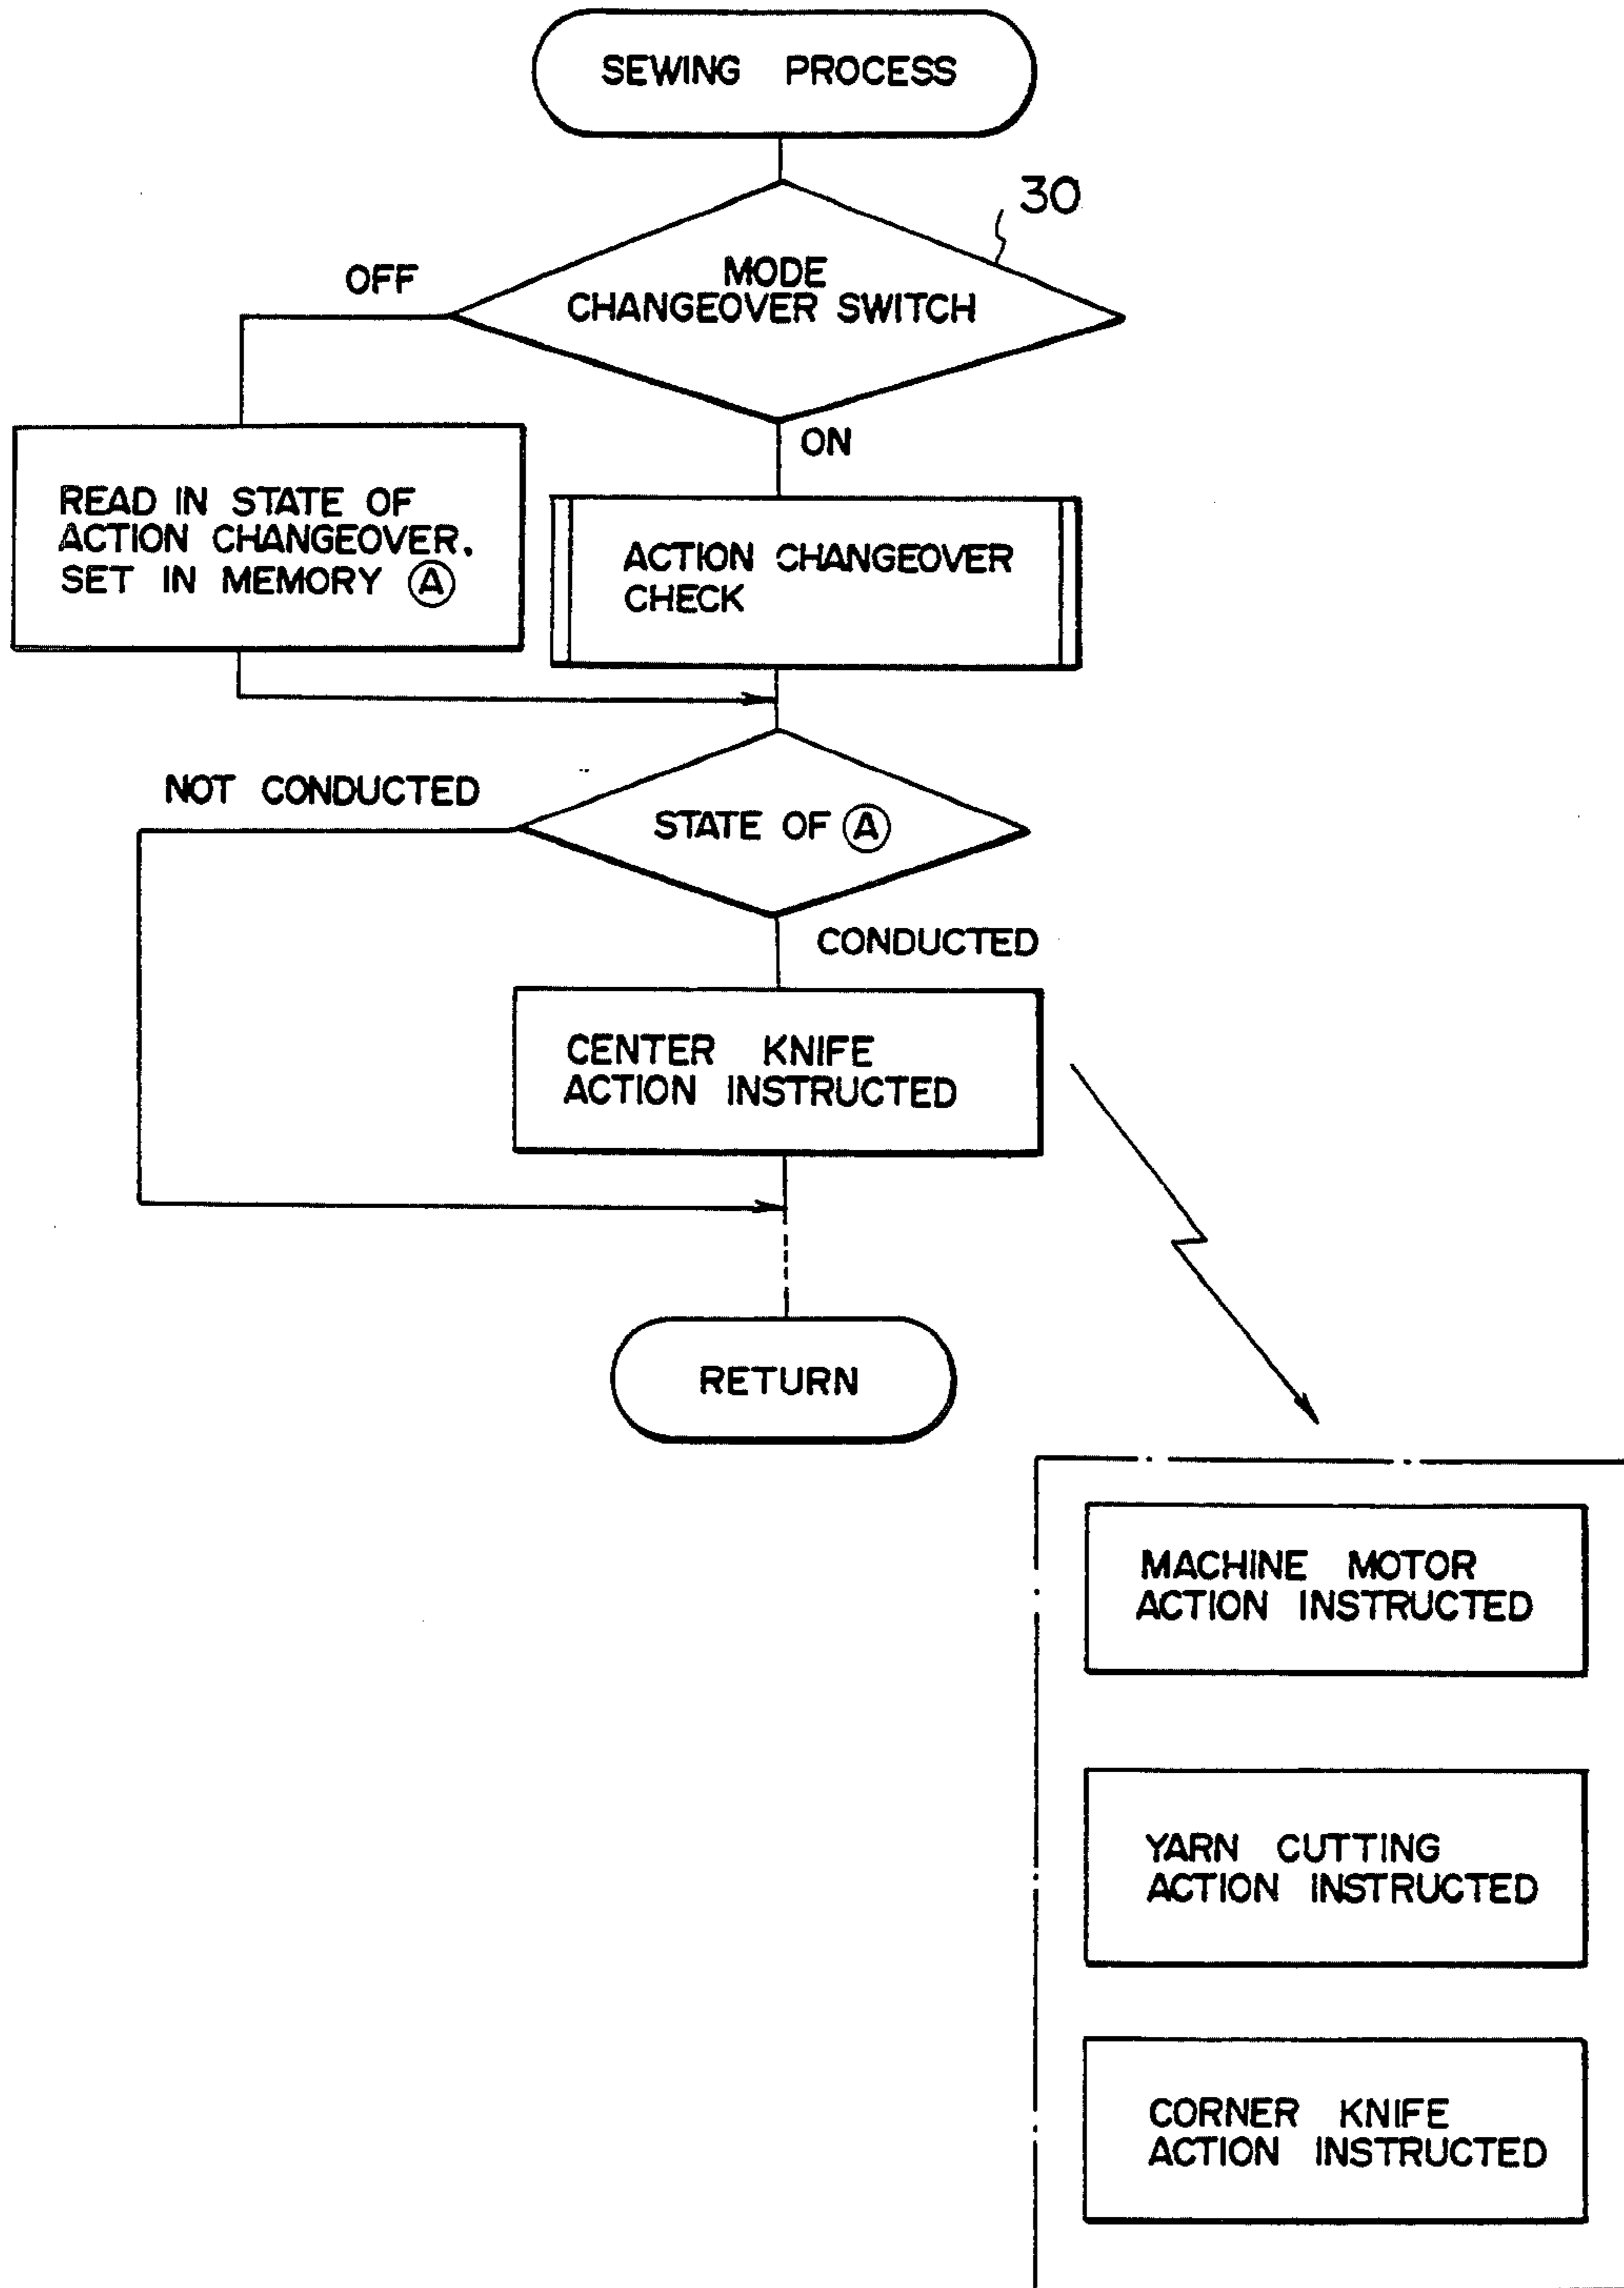 SEWING PROCESS
30
MODE
CHANGEOVER SWITCH
OFF
ON
READ IN STATE OF
ACTION CHANGEOVER.
SET IN MEMORY Ⓐ
ACTION CHANGEOVER
CHECK
NOT CONDUCTED
STATE OF Ⓐ
CONDUCTED
CENTER KNIFE
ACTION INSTRUCTED
RETURN
MACHINE MOTOR
ACTION INSTRUCTED
YARN CUTTING
ACTION INSTRUCTED
CORNER KNIFE
ACTION INSTRUCTED